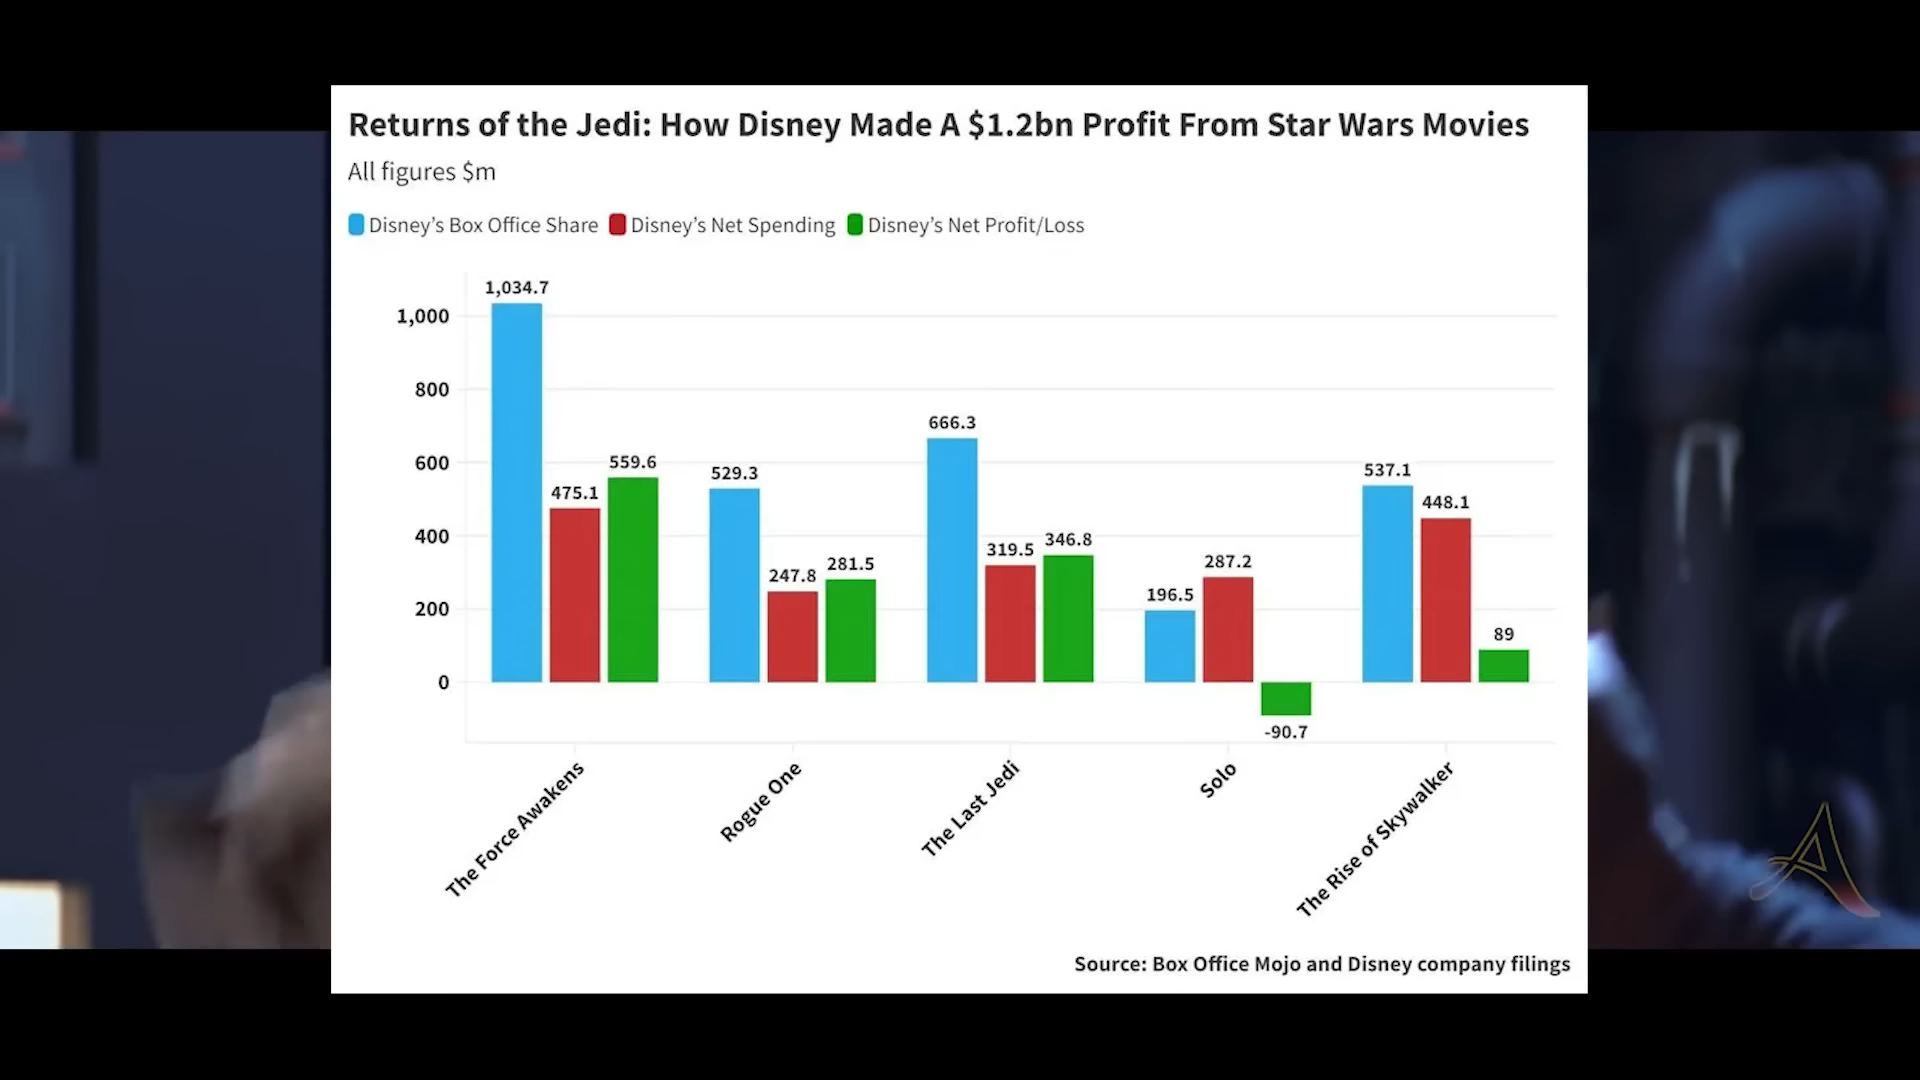 Returns of the Jedi: How Disney Made A $1.2bn Profit From Star Wars Movies
All figures $m
Disney’s Box Office Share Disney’s Net Spending Disney’s Net Profit/Loss
1,034.7
1,000
800
600
400
200
0
475.1
559.6
529.3
247.8
281.5
666.3
319.5
346.8
196.5
287.2
-90.7
537.1
448.1
89
The Force Awakens
Rogue One
The Last Jedi
Solo
The Rise of Skywalker
Source: Box Office Mojo and Disney company filings